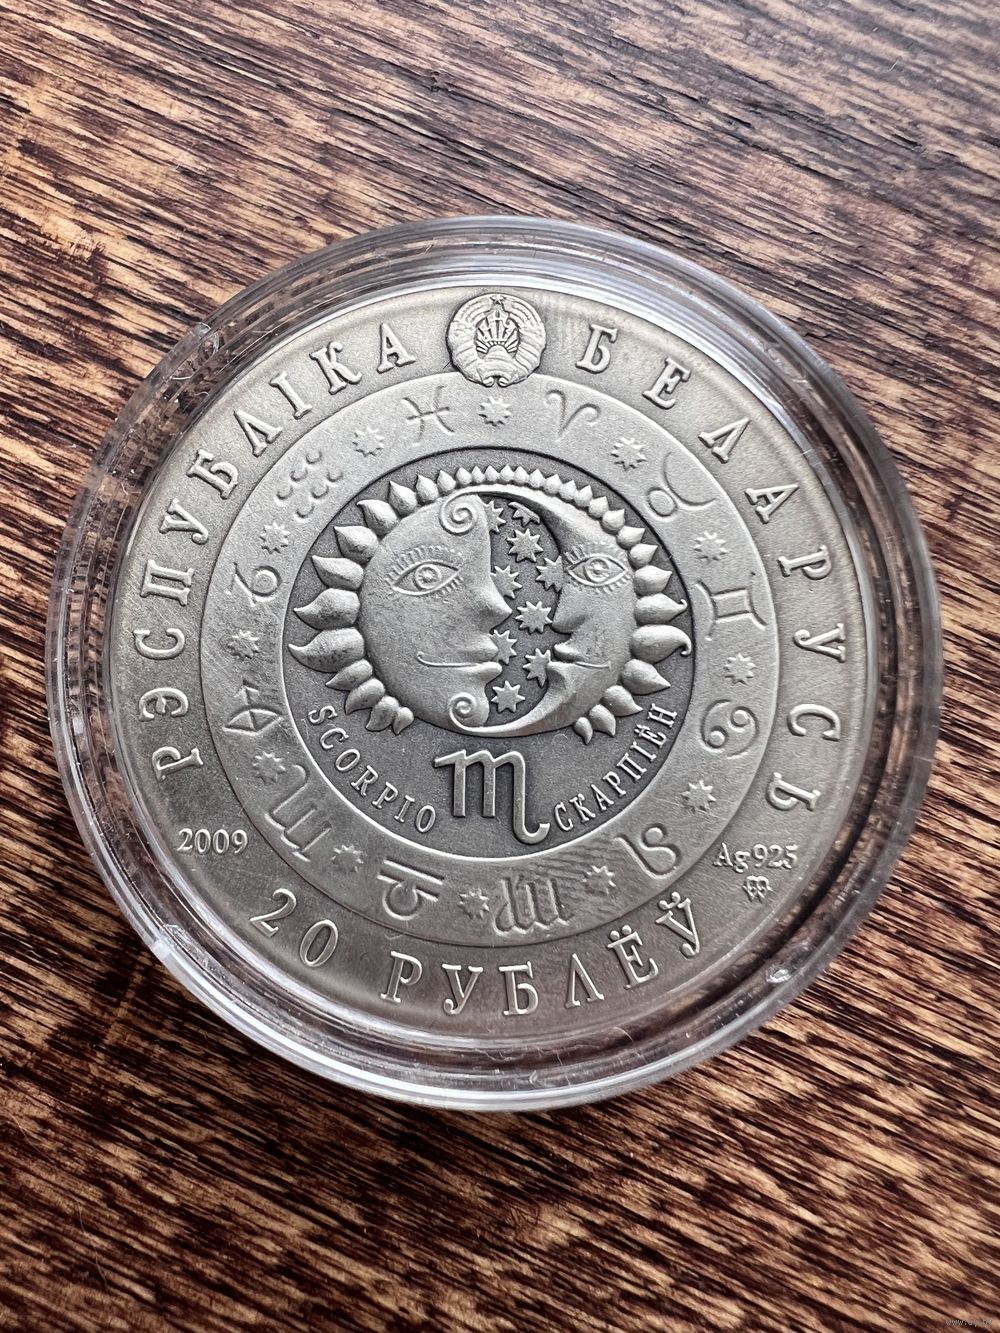 РЭСПУБЛІКА БЕЛАРУСЬ
SCORPIO
СКАРПІЁН
2009
Ag 925
20 РУБЛЁЎ